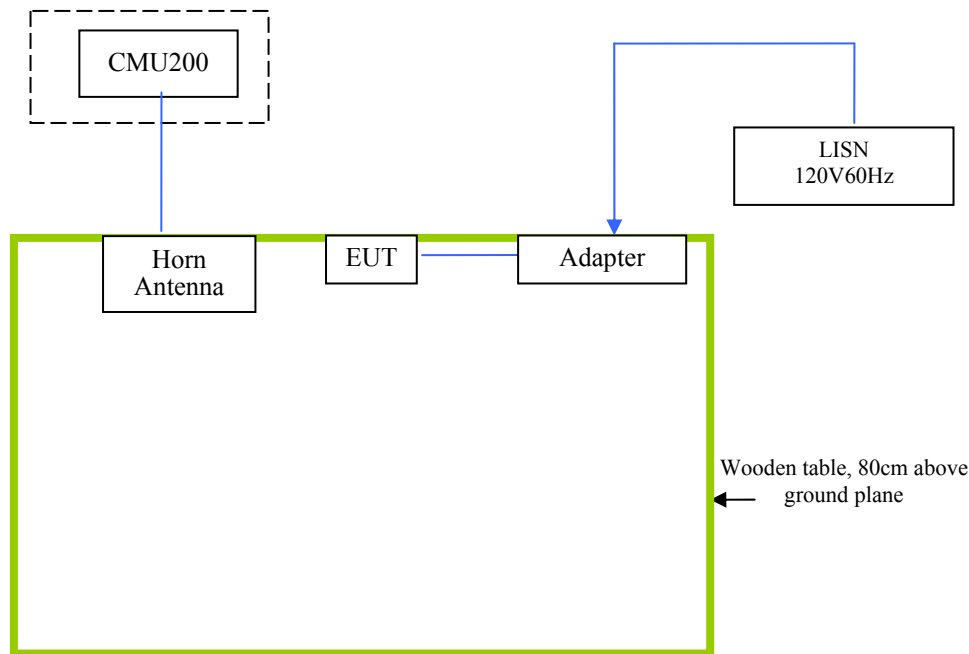 CMU200
LISN
120V60Hz
Horn
Antenna
EUT
Adapter
Wooden table, 80cm above
ground plane